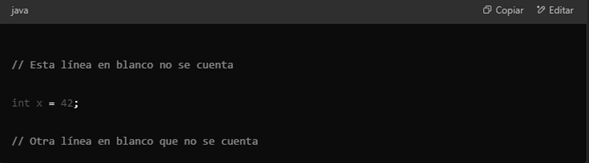 java Copiar Editar
// Esta línea en blanco no se cuenta
int x = 42;
// Otra línea en blanco que no se cuenta